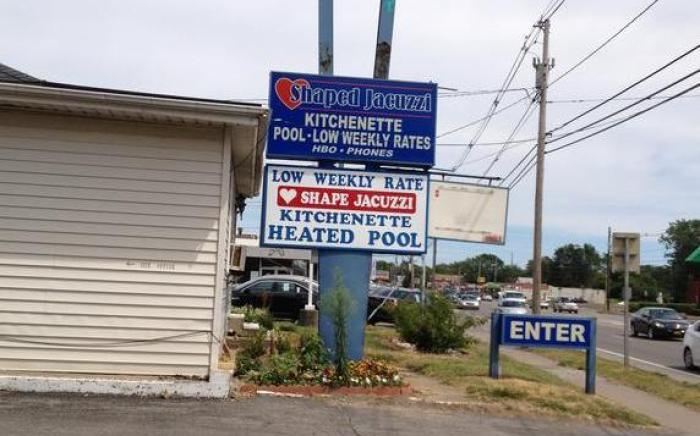 Shaped Jacuzzi
KITCHENETTE
POOL · LOW WEEKLY RATES
HBO · PHONES
LOW WEEKLY RATE
SHAPE JACUZZI
KITCHENETTE
HEATED POOL
ENTER